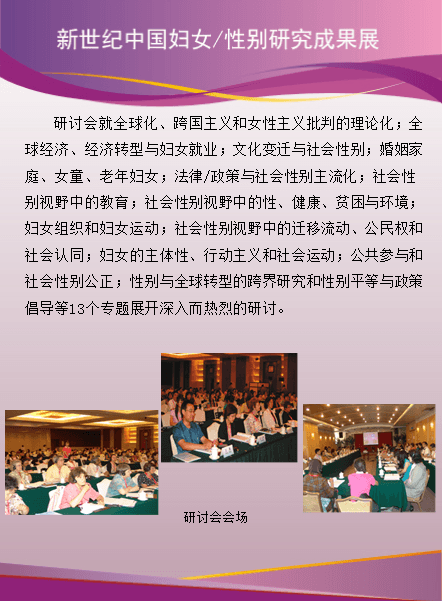 新世纪中国妇女/性别研究成果展
研讨会就全球化、跨国主义和女性主义批判的理论化；全
球经济、经济转型与妇女就业；文化变迁与社会性别；婚姻家
庭、女童、老年妇女；法律/政策与社会性别主流化；社会性
别视野中的教育；社会性别视野中的性、健康、贫困与环境；
妇女组织和妇女运动；社会性别视野中的迁移流动、公民权和
社会认同；妇女的主体性、行动主义和社会运动；公共参与和
社会性别公正；性别与全球转型的跨界研究和性别平等与政策
倡导等13个专题展开深入而热烈的研讨。
研讨会会场